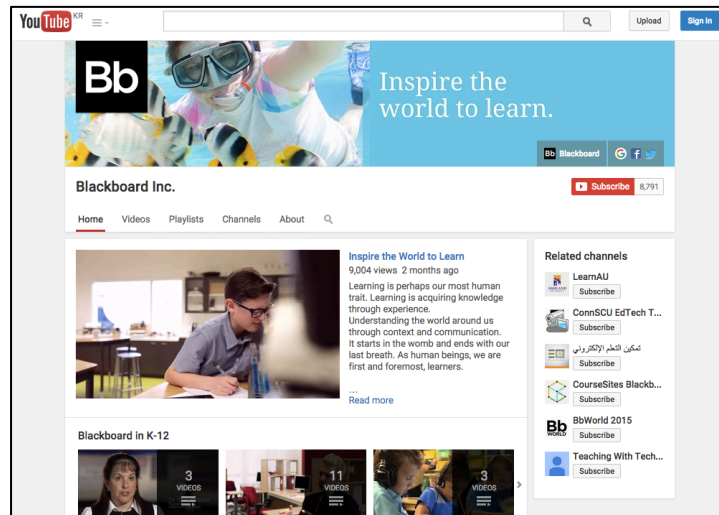 YouTube KR
Upload
Sign in
Bb
Inspire the
world to learn.
Bb Blackboard
Blackboard Inc.
Subscribe 8,791
Home Videos Playlists Channels About
Inspire the World to Learn
9,004 views 2 months ago
Learning is perhaps our most human
trait. Learning is acquiring knowledge
through experience.
Understanding the world around us
through context and communication.
It starts in the womb and ends with our
last breath. As human beings, we are
first and foremost, learners.
...
Read more
Blackboard in K-12
3
VIDEOS
11
VIDEOS
3
VIDEOS
Related channels
LearnAU
Subscribe
ConnSCU EdTech T...
Subscribe
تمكين التعلم الإلكتروني
Subscribe
CourseSites Blackb...
Subscribe
Bb
WORLD
BbWorld 2015
Subscribe
Teaching With Tech...
Subscribe